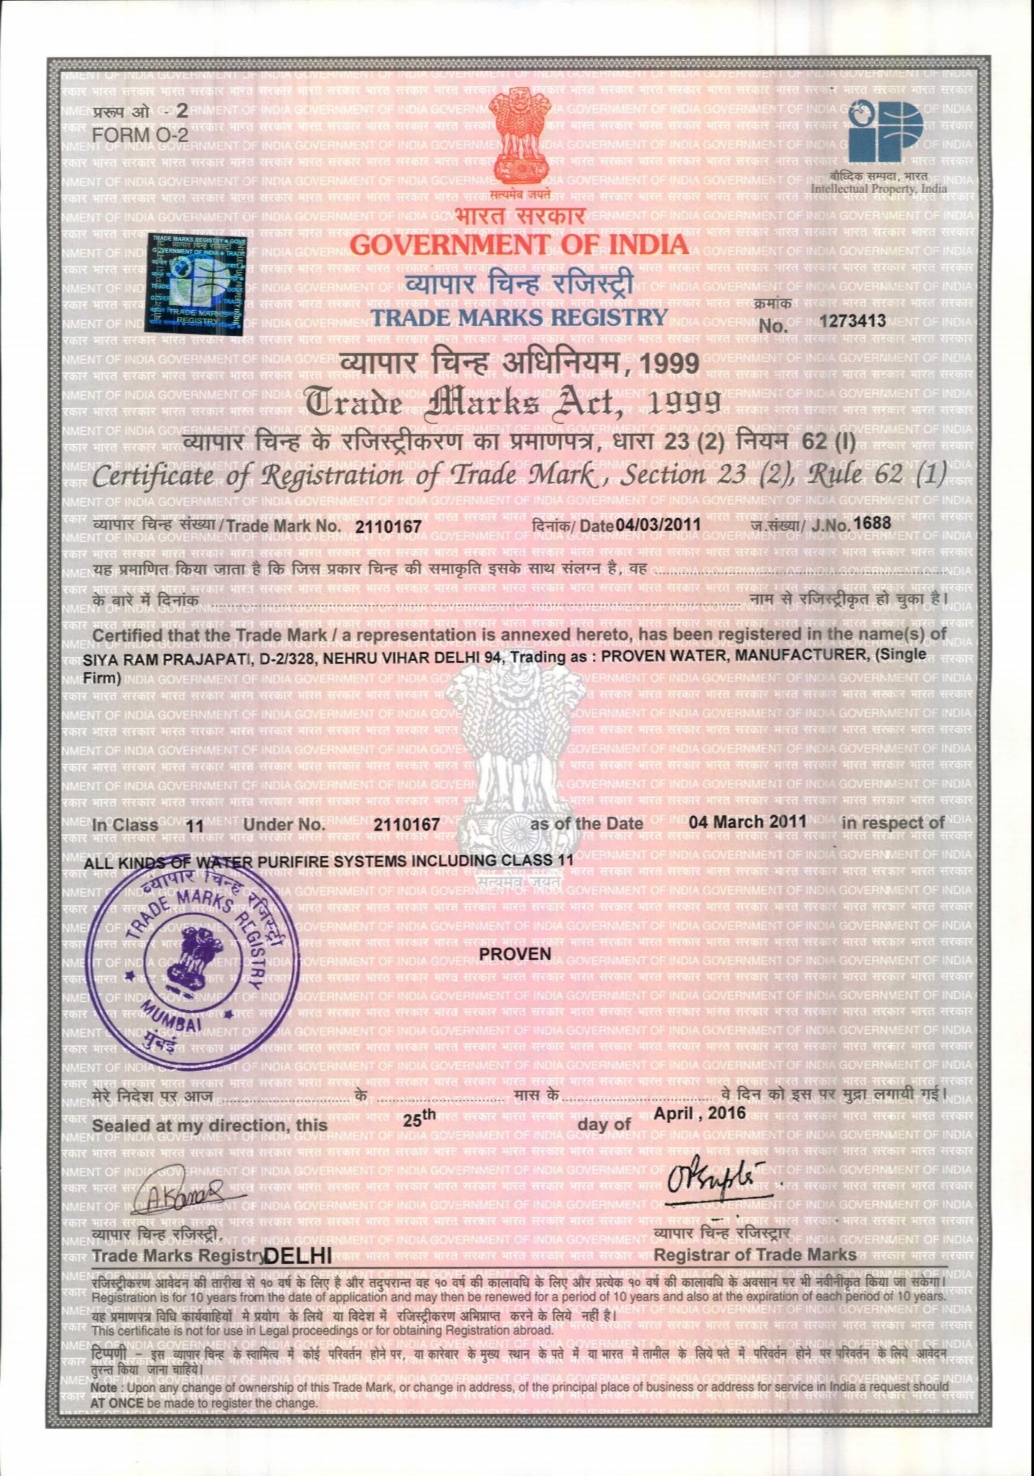 प्ररूप ओ - 2
FORM O-2
सत्यमेव जयते
बौध्दिक सम्पदा, भारत
Intellectual Property, India
भारत सरकार
GOVERNMENT OF INDIA
व्यापार चिन्ह रजिस्ट्री
TRADE MARKS REGISTRY
क्रमांक
No. 1273413
व्यापार चिन्ह अधिनियम, 1999
Trade Marks Act, 1999
व्यापार चिन्ह के रजिस्ट्रीकरण का प्रमाणपत्र, धारा 23 (2) नियम 62 (I)
Certificate of Registration of Trade Mark, Section 23 (2), Rule 62 (1)
व्यापार चिन्ह संख्या/Trade Mark No. 2110167 दिनांक/ Date 04/03/2011 ज.संख्या/ J.No. 1688
यह प्रमाणित किया जाता है कि जिस प्रकार चिन्ह की समाकृति इसके साथ संलग्न है, वह
के बारे में दिनांक नाम से रजिस्ट्रीकृत हो चुका है।
Certified that the Trade Mark / a representation is annexed hereto, has been registered in the name(s) of
SIYA RAM PRAJAPATI, D-2/328, NEHRU VIHAR DELHI 94, Trading as : PROVEN WATER, MANUFACTURER, (Single
Firm)
In Class 11 Under No. 2110167 as of the Date 04 March 2011 in respect of
ALL KINDS OF WATER PURIFIRE SYSTEMS INCLUDING CLASS 11
सत्यमेव जयते
व्यापार चिन्ह रजिस्ट्री
TRADE MARKS REGISTRY
MUMBAI
मुंबई
PROVEN
मेरे निदेश पर आज के मास के वे दिन को इस पर मुद्रा लगायी गई।
Sealed at my direction, this 25th day of April , 2016
व्यापार चिन्ह रजिस्ट्री,
Trade Marks Registry DELHI
व्यापार चिन्ह रजिस्ट्रार
Registrar of Trade Marks
रजिस्ट्रीकरण आवेदन की तारीख से १० वर्ष के लिए है और तदुपरान्त वह १० वर्ष की कालावधि के लिए और प्रत्येक १० वर्ष की कालावधि के अवसान पर भी नवीनीकृत किया जा सकेगा।
Registration is for 10 years from the date of application and may then be renewed for a period of 10 years and also at the expiration of each period of 10 years.
यह प्रमाणपत्र विधि कार्यवाहियों मे प्रयोग के लिये या विदेश में रजिस्ट्रीकरण अभिप्राप्त करने के लिये नहीं है।
This certificate is not for use in Legal proceedings or for obtaining Registration abroad.
टिप्पणी – इस व्यापार चिन्ह के स्वामित्व में कोई परिवर्तन होने पर, या कारबार के मुख्य स्थान के पते में या भारत में तामील के लिये पते में परिवर्तन होने पर परिवर्तन के लिये आवेदन
तुरन्त किया जाना चाहिये।
Note : Upon any change of ownership of this Trade Mark, or change in address, of the principal place of business or address for service in India a request should
AT ONCE be made to register the change.